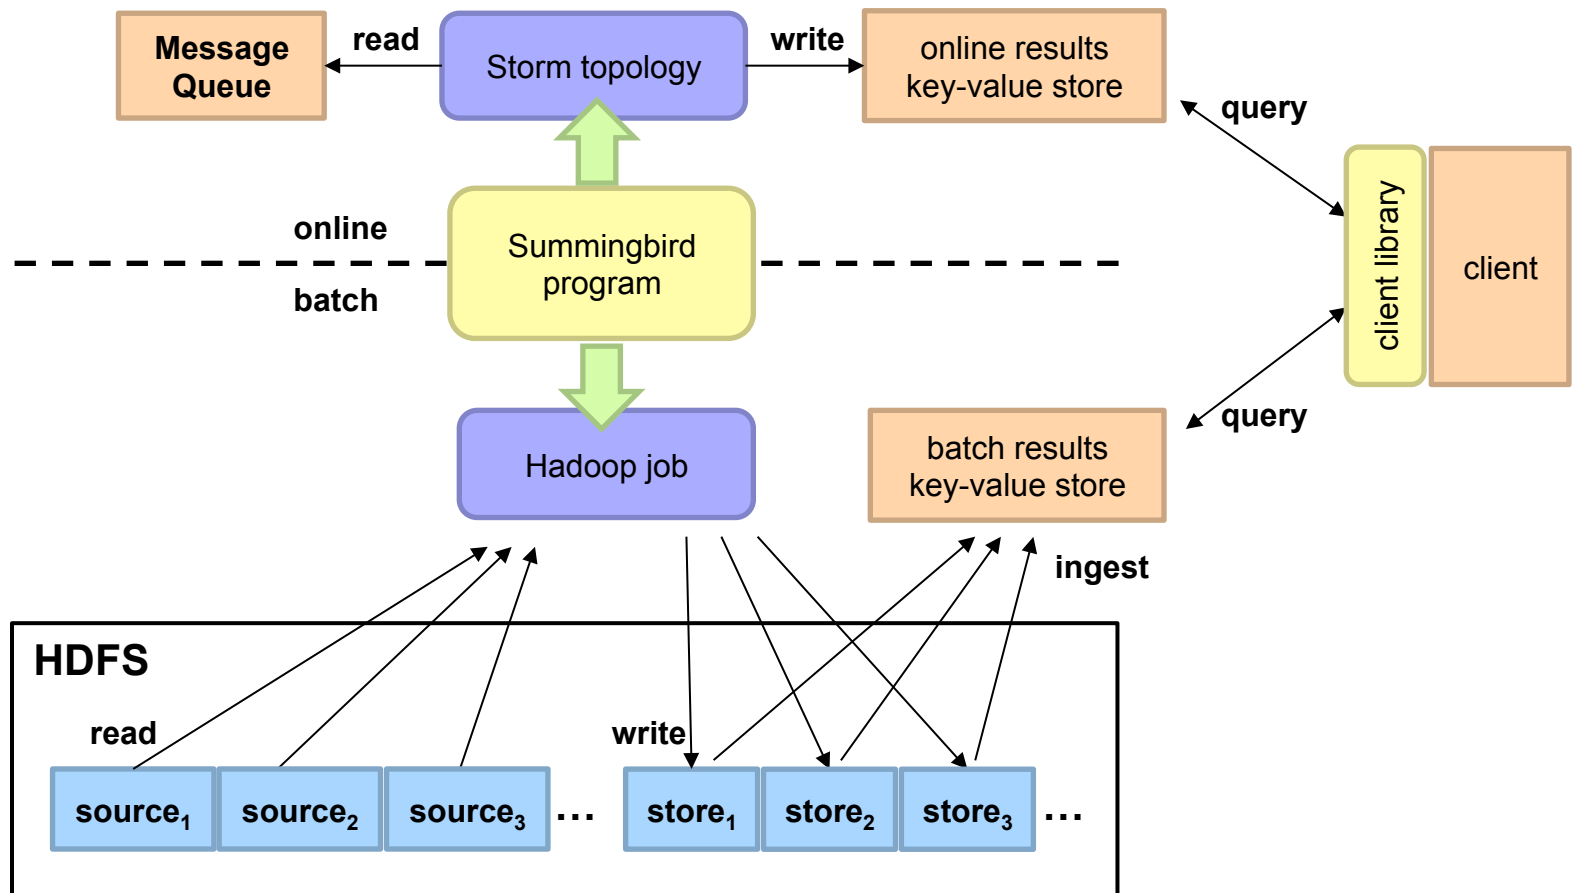 Message
Queue
read
Storm topology
write
online results
key-value store
query
online
Summingbird
program
batch
client library
client
Hadoop job
batch results
key-value store
query
ingest
HDFS
read
write
source₁
source₂
source₃
...
store₁
store₂
store₃
...